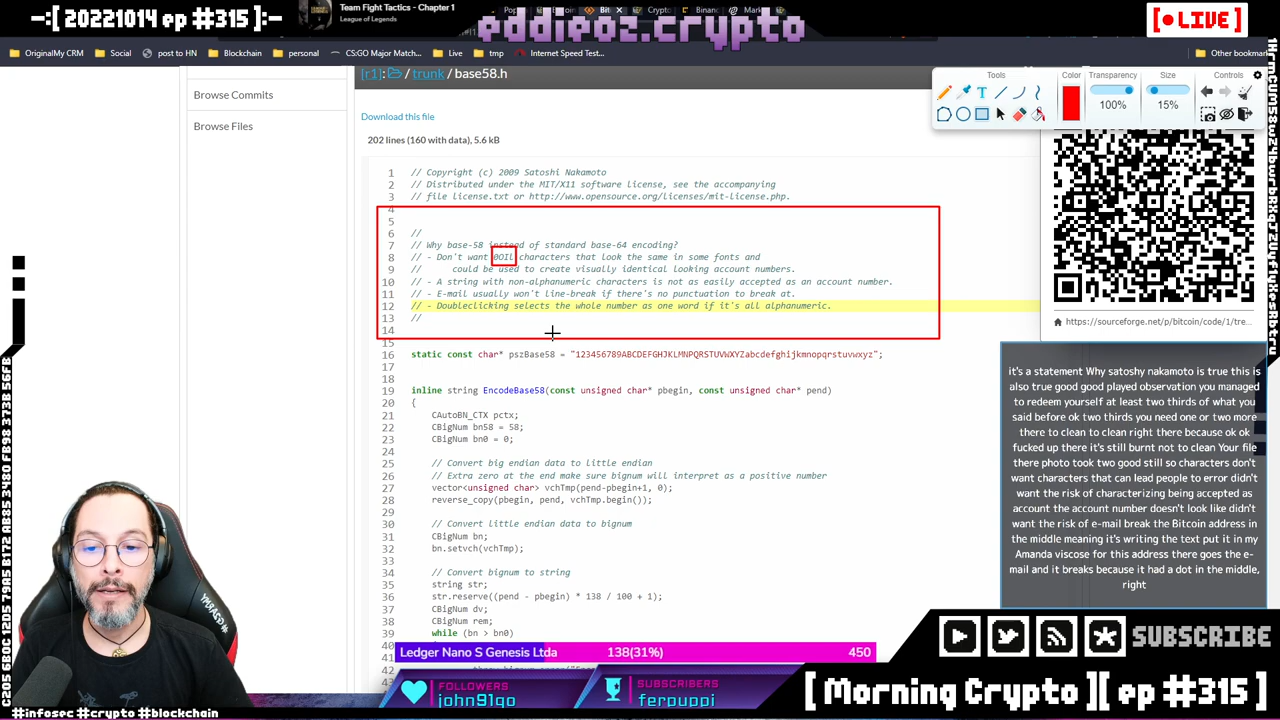 -:[ 20221014 ep #315]:-
Team Fight Tactics - Chapter 1
League of Legends
eddieoz.crypto
[●LIVE]
OriginalMy CRM
Social
post to HN
Blockchain
personal
CS:GO Major Match...
Live
tmp
Internet Speed Test...
Other bookmar
[r1]: / trunk / base58.h
Browse Commits
Browse Files
Download this file
202 lines (160 with data), 5.6 kB
Tools
Color
Transparency
Size
Controls
100%
15%
1 // Copyright (c) 2009 Satoshi Nakamoto
2 // Distributed under the MIT/X11 software license, see the accompanying
3 // file license.txt or http://www.opensource.org/licenses/mit-license.php.
4
5
6 //
7 // Why base-58 instead of standard base-64 encoding?
8 // - Don't want 0OIl characters that look the same in some fonts and
9 // could be used to create visually identical looking account numbers.
10 // - A string with non-alphanumeric characters is not as easily accepted as an account number.
11 // - E-mail usually won't line-break if there's no punctuation to break at.
12 // - Doubleclicking selects the whole number as one word if it's all alphanumeric.
13 //
14
15
16 static const char* pszBase58 = "123456789ABCDEFGHJKLMNPQRSTUVWXYZabcdefghijkmnopqrstuvwxyz";
17
18
19 inline string EncodeBase58(const unsigned char* pbegin, const unsigned char* pend)
20 {
21 CAutoBN_CTX pctx;
22 CBigNum bn58 = 58;
23 CBigNum bn0 = 0;
24
25 // Convert big endian data to little endian
26 // Extra zero at the end make sure bignum will interpret as a positive number
27 vector<unsigned char> vchTmp(pend-pbegin+1, 0);
28 reverse_copy(pbegin, pend, vchTmp.begin());
29
30 // Convert little endian data to bignum
31 CBigNum bn;
32 bn.setvch(vchTmp);
33
34 // Convert bignum to string
35 string str;
36 str.reserve((pend - pbegin) * 138 / 100 + 1);
37 CBigNum dv;
38 CBigNum rem;
39 while (bn > bn0)
40
41
42
https://sourceforge.net/p/bitcoin/code/1/tre...
it's a statement Why satoshy nakamoto is true this is
also true good good played observation you managed
to redeem yourself at least two thirds of what you
said before ok two thirds you need one or two more
there to clean to clean right there because ok ok
fucked up there it's still burnt not to clean Your file
there photo took two good still so characters don't
want characters that can lead people to error didn't
want the risk of characterizing being accepted as
account the account number doesn't look like didn't
want the risk of e-mail break the Bitcoin address in
the middle meaning it's writing the text put it in my
Amanda viscose for this address there goes the e-
mail and it breaks because it had a dot in the middle,
right
SUBSCRIBE
Ledger Nano S Genesis Ltda
138(31%)
450
FOLLOWERS
john91qo
SUBSCRIBERS
ferpuppi
[ Morning Crypto ][ ep #315 ]
#infosec #crypto #blockchain